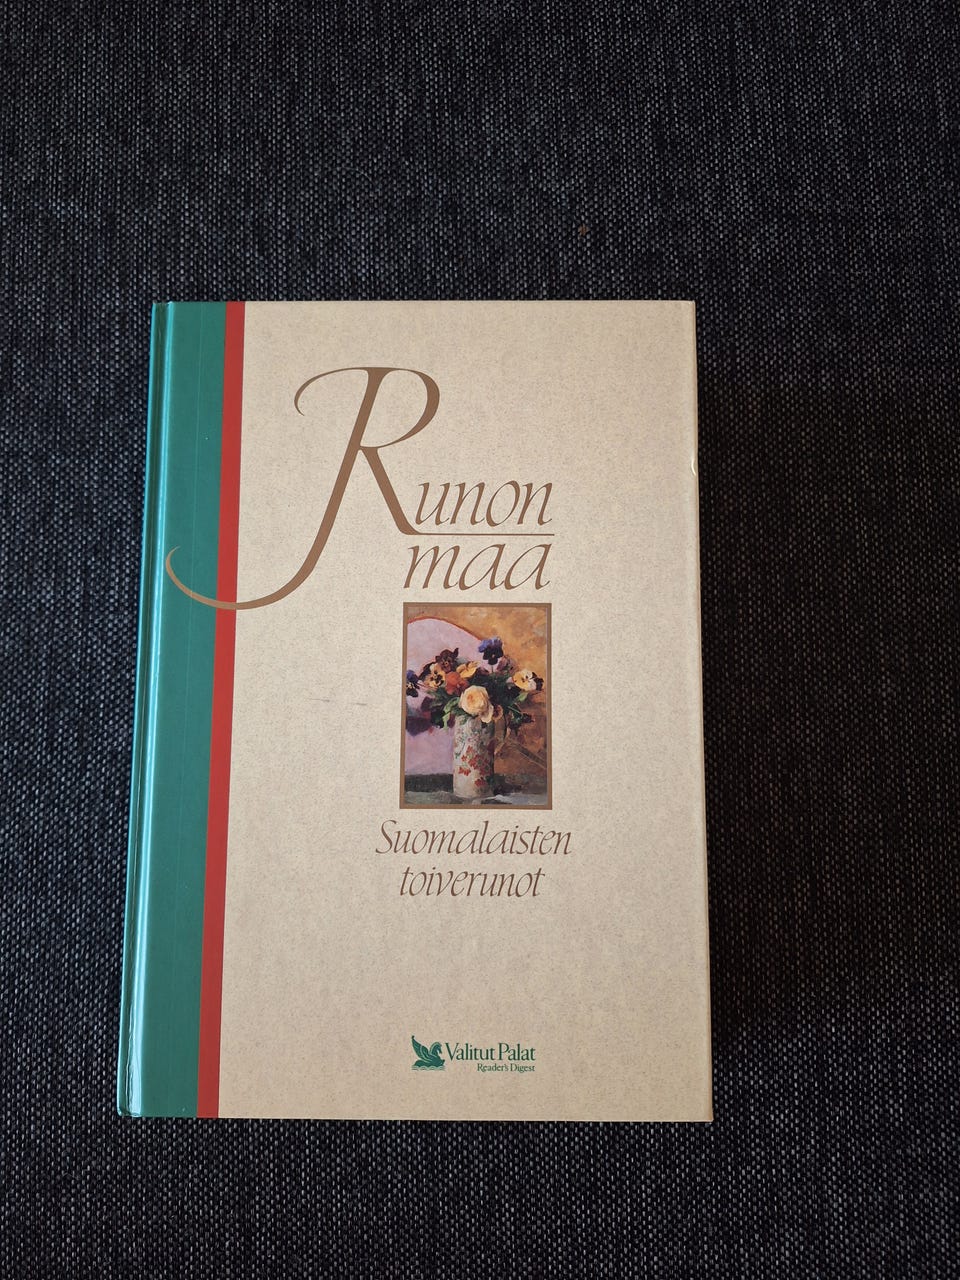 Runon
maa
Suomalaisten
toiverunot
Valitut Palat
Reader's Digest